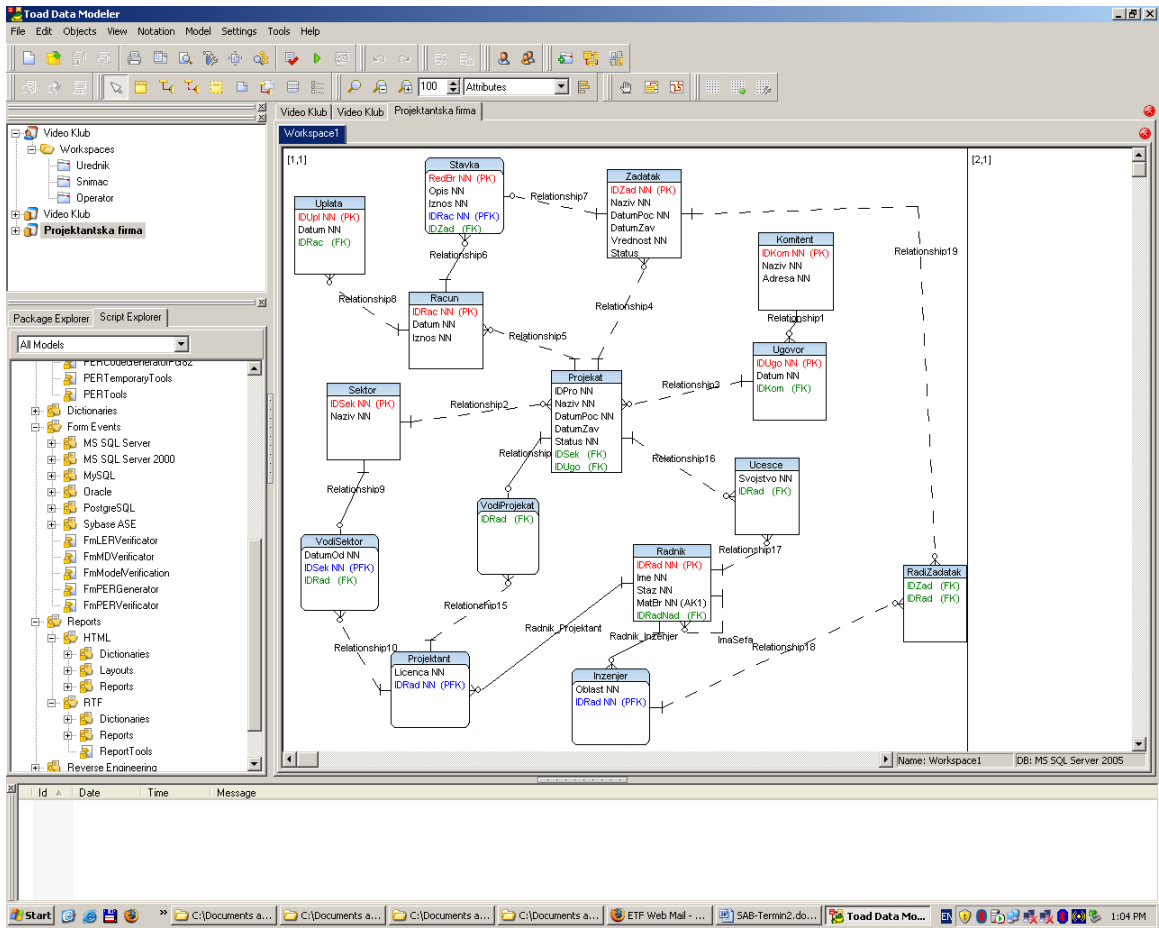 Toad Data Modeler
File Edit Objects View Notation Model Settings Tools Help
100 Attributes
Video Klub
Workspaces
Urednik
Snimac
Operator
Video Klub
Projektantska firma
Package Explorer Script Explorer
All Models
PERCodeGeneratorPG82
PERTemporaryTools
PERTools
Dictionaries
Form Events
MS SQL Server
MS SQL Server 2000
MySQL
Oracle
PostgreSQL
Sybase ASE
FmLERVerificator
FmMDVerificator
FmModelVerification
FmPERGenerator
FmPERVerificator
Reports
HTML
Dictionaries
Layouts
Reports
RTF
Dictionaries
Reports
ReportTools
Reverse Engineering
Video Klub Video Klub Projektantska firma
Workspace1
[1,1]
[2,1]
Stavka
RedBr NN (PK)
Opis NN
Iznos NN
IDRac NN (PFK)
IDZad (FK)
Relationship7
Zadatak
IDZad NN (PK)
Naziv NN
DatumPoc NN
DatumZav
Vrednost NN
Status
Uplata
IDUpl NN (PK)
Datum NN
IDRac (FK)
Komitent
IDKom NN (PK)
Naziv NN
Adresa NN
Relationship19
Relationship6
Relationship8
Racun
IDRac NN (PK)
Datum NN
Iznos NN
Relationship4
Relationship1
Relationship5
Ugovor
IDUgo NN (PK)
Datum NN
IDKom (FK)
Projekat
IDPro NN
Naziv NN
DatumPoc NN
DatumZav
Status NN
IDSek (FK)
IDUgo (FK)
Relationship3
Sektor
IDSek NN (PK)
Naziv NN
Relationship2
Relationship
Relationship16
Ucesce
Svojstvo NN
IDRad (FK)
Relationship9
VodiProjekat
IDRad (FK)
VodiSektor
DatumOd NN
IDSek NN (PFK)
IDRad (FK)
Radnik
IDRad NN (PK)
Ime NN
Staz NN
MatBr NN (AK1)
IDRadNad (FK)
Relationship17
RadiZadatak
IDZad (FK)
IDRad (FK)
Relationship15
Radnik_Projektant
Radnik_Inzenjer
ImaSefa
Relationship18
Relationship10
Projektant
Licenca NN
IDRad NN (PFK)
Inzenjer
Oblast NN
IDRad NN (PFK)
Name: Workspace1 DB: MS SQL Server 2005
Id Date Time Message
Start » C:\Documents a... C:\Documents a... C:\Documents a... C:\Documents a... ETF Web Mail - ... SAB-Termin2.do... Toad Data Mo... EN 1:04 PM